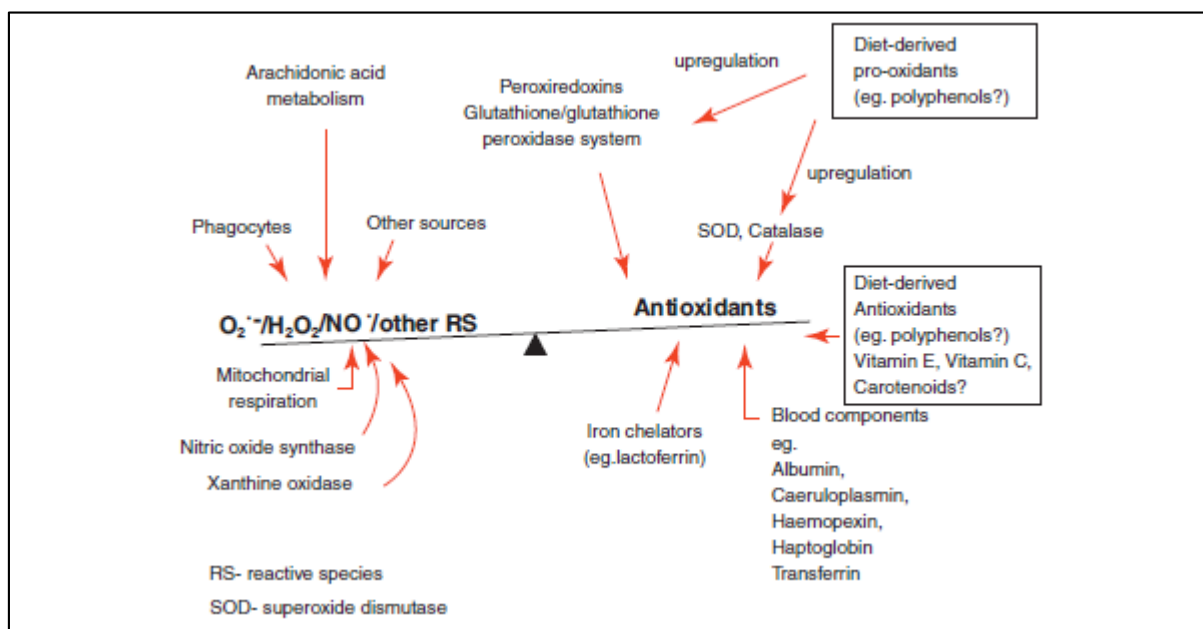 Arachidonic acid
metabolism
Phagocytes
Other sources
O₂˙⁻/H₂O₂/NO˙/other RS
Mitochondrial
respiration
Nitric oxide synthase
Xanthine oxidase
RS- reactive species
SOD- superoxide dismutase
Peroxiredoxins
Glutathione/glutathione
peroxidase system
upregulation
Diet-derived
pro-oxidants
(eg. polyphenols?)
upregulation
SOD, Catalase
Antioxidants
Diet-derived
Antioxidants
(eg. polyphenols?)
Vitamin E, Vitamin C,
Carotenoids?
Iron chelators
(eg.lactoferrin)
Blood components
eg.
Albumin,
Caeruloplasmin,
Haemopexin,
Haptoglobin
Transferrin